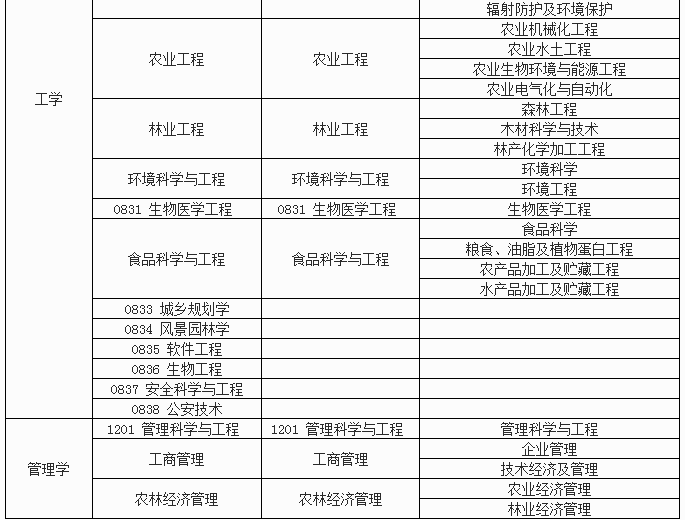 辐射防护及环境保护
工学
农业工程
农业工程
农业机械化工程
农业水土工程
农业生物环境与能源工程
农业电气化与自动化
林业工程
林业工程
森林工程
木材科学与技术
林产化学加工工程
环境科学与工程
环境科学与工程
环境科学
环境工程
0831 生物医学工程
0831 生物医学工程
生物医学工程
食品科学与工程
食品科学与工程
食品科学
粮食、油脂及植物蛋白工程
农产品加工及贮藏工程
水产品加工及贮藏工程
0833 城乡规划学
0834 风景园林学
0835 软件工程
0836 生物工程
0837 安全科学与工程
0838 公安技术
管理学
1201 管理科学与工程
1201 管理科学与工程
管理科学与工程
工商管理
工商管理
企业管理
技术经济及管理
农林经济管理
农林经济管理
农业经济管理
林业经济管理